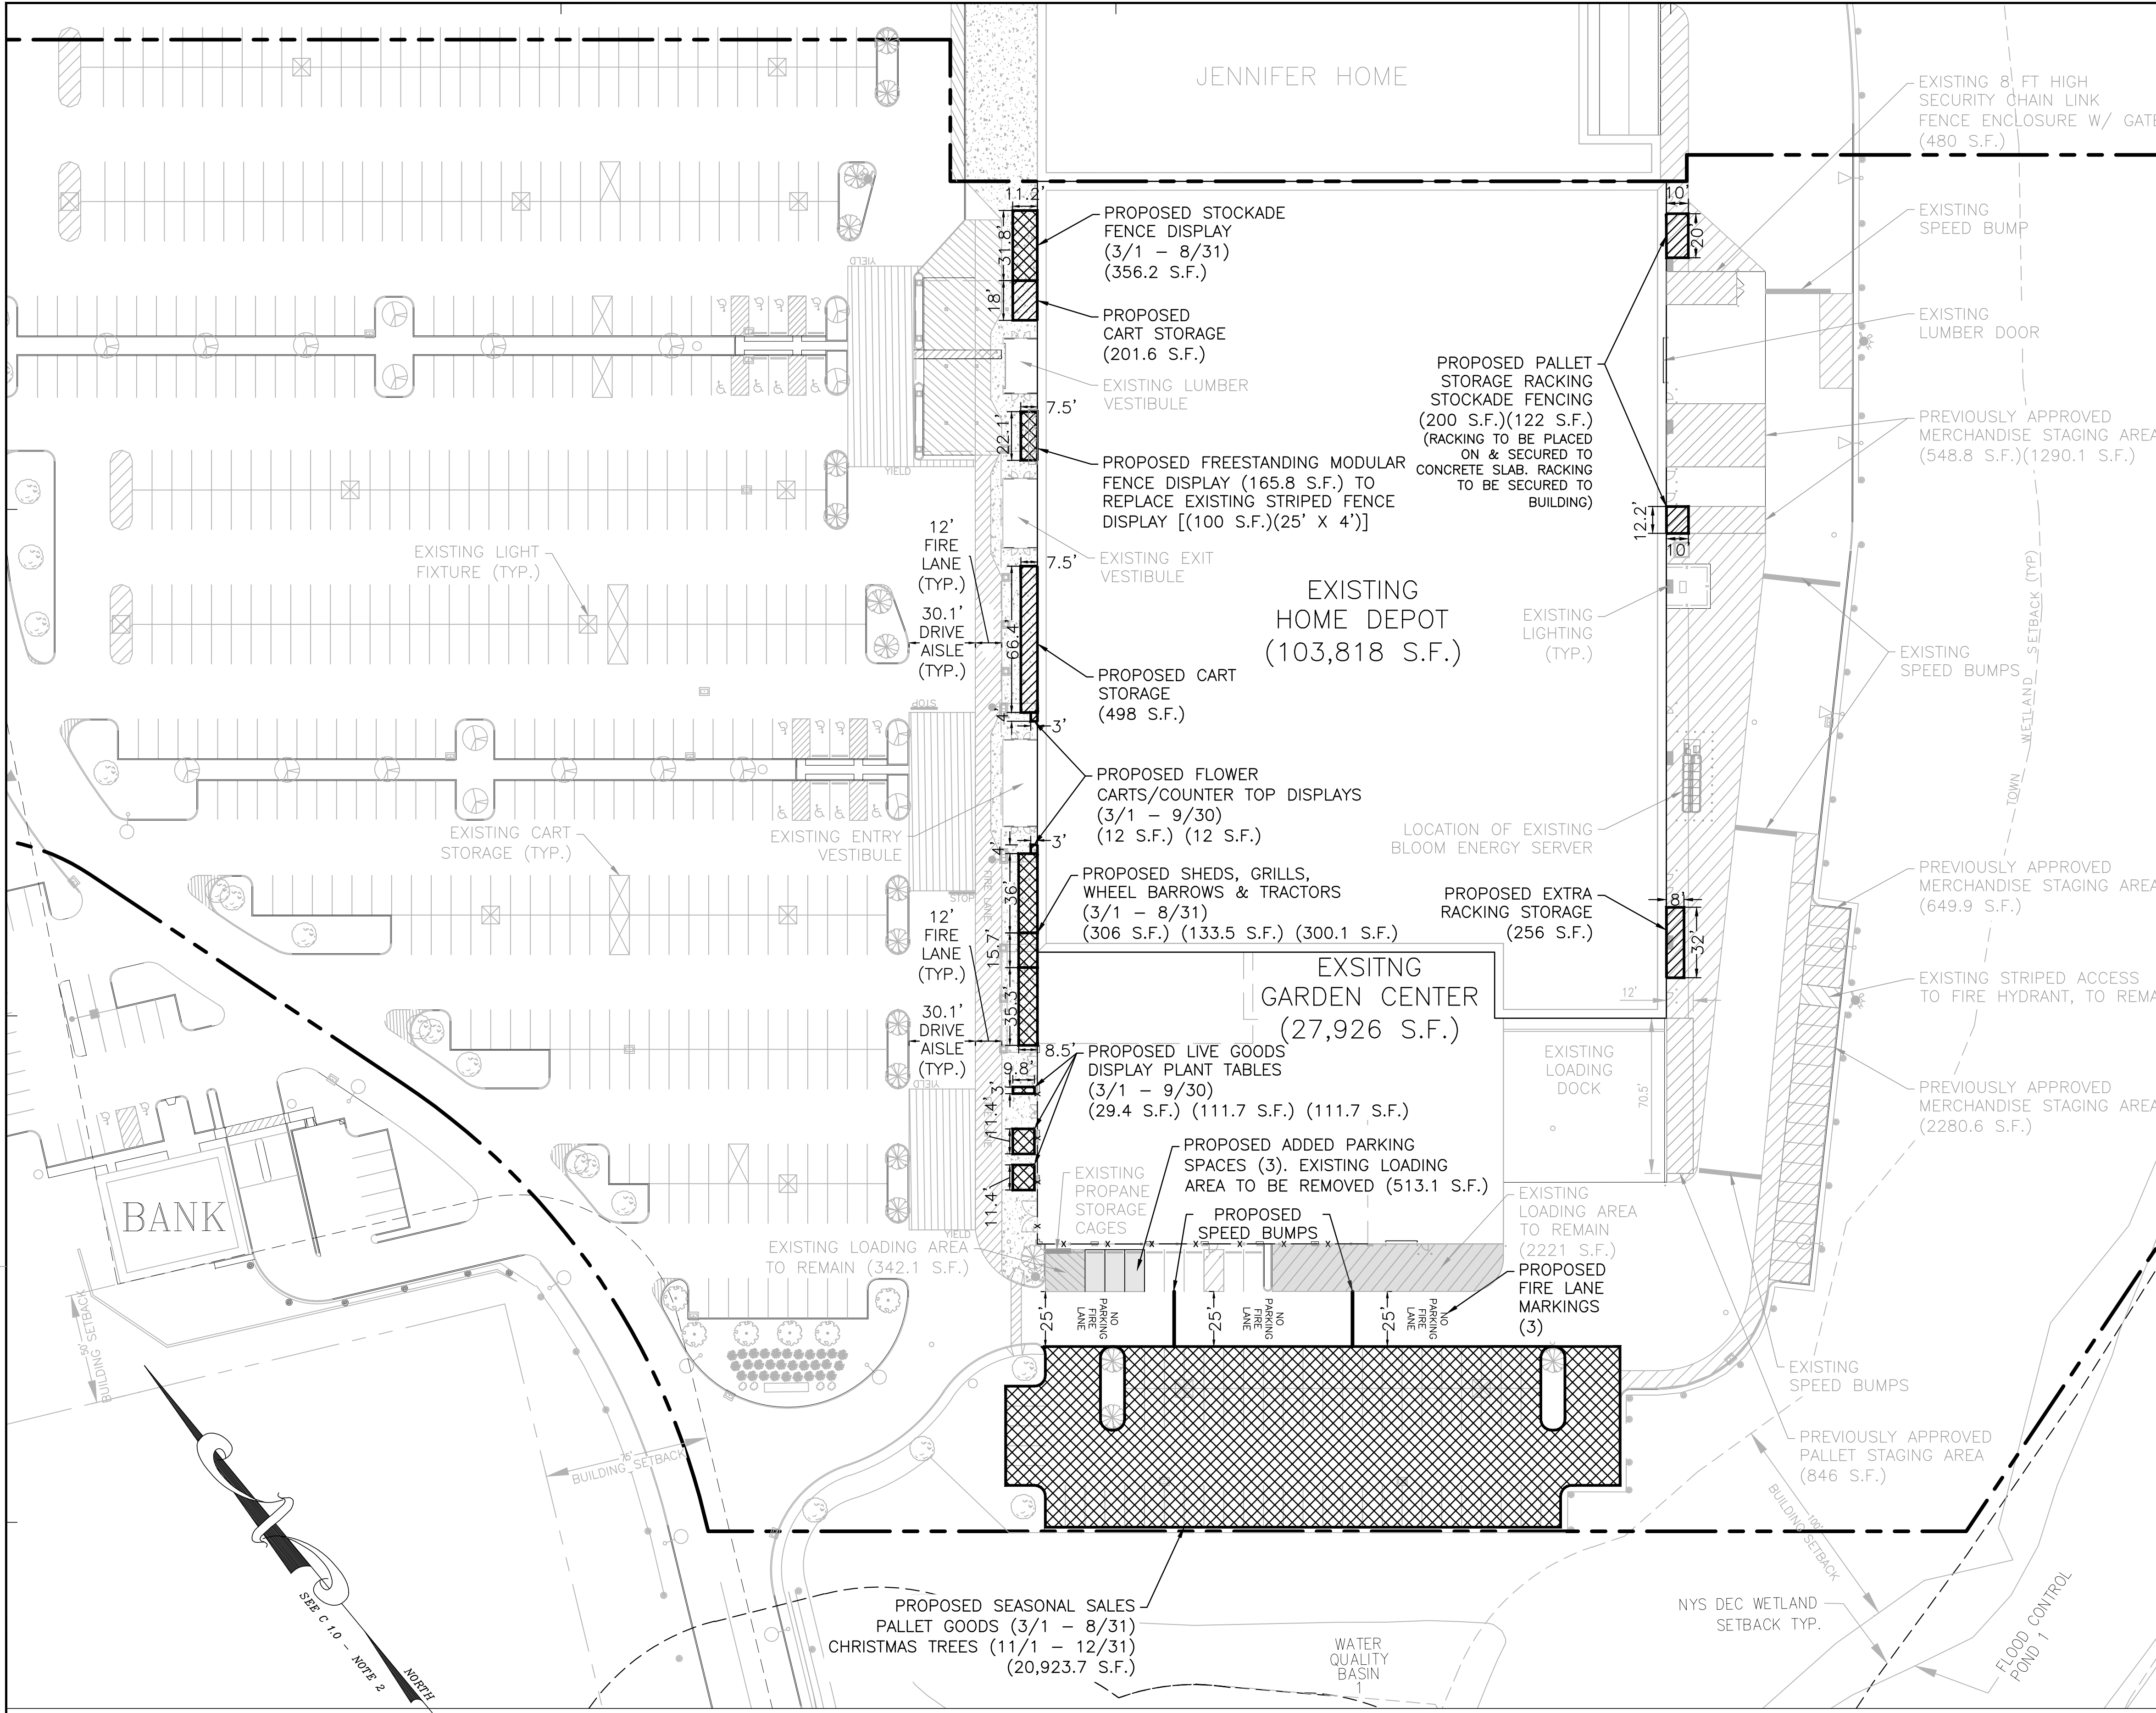 JENNIFER HOME
EXISTING 8 FT HIGH
SECURITY CHAIN LINK
FENCE ENCLOSURE W/ GATE
(480 S.F.)
EXISTING
SPEED BUMP
EXISTING
LUMBER DOOR
PREVIOUSLY APPROVED
MERCHANDISE STAGING AREA
(548.8 S.F.)(1290.1 S.F.)
11.2'
31.8'
18'
PROPOSED STOCKADE
FENCE DISPLAY
(3/1 - 8/31)
(356.2 S.F.)
PROPOSED
CART STORAGE
(201.6 S.F.)
EXISTING LUMBER
VESTIBULE
7.5'
22.1'
PROPOSED FREESTANDING MODULAR
FENCE DISPLAY (165.8 S.F.) TO
REPLACE EXISTING STRIPED FENCE
DISPLAY [(100 S.F.)(25' X 4')]
EXISTING EXIT
VESTIBULE
10'
20'
PROPOSED PALLET
STORAGE RACKING
STOCKADE FENCING
(200 S.F.)(122 S.F.)
(RACKING TO BE PLACED
ON & SECURED TO
CONCRETE SLAB. RACKING
TO BE SECURED TO
BUILDING)
12.2'
10'
YIELD
YIELD
EXISTING LIGHT
FIXTURE (TYP.)
12'
FIRE
LANE
(TYP.)
30.1'
DRIVE
AISLE
(TYP.)
7.5'
66.4'
EXISTING
HOME DEPOT
(103,818 S.F.)
EXISTING
LIGHTING
(TYP.)
EXISTING
SPEED BUMPS
TOWN WETLAND SETBACK (TYP)
PROPOSED CART
STORAGE
(498 S.F.)
4'
3'
STOP
PROPOSED FLOWER
CARTS/COUNTER TOP DISPLAYS
(3/1 - 9/30)
(12 S.F.) (12 S.F.)
EXISTING CART
STORAGE (TYP.)
EXISTING ENTRY
VESTIBULE
LOCATION OF EXISTING
BLOOM ENERGY SERVER
4'
3'
36'
15.7'
35.3'
8.5'
STOP
FIRE LANE
PROPOSED SHEDS, GRILLS,
WHEEL BARROWS & TRACTORS
(3/1 - 8/31)
(306 S.F.) (133.5 S.F.) (300.1 S.F.)
PROPOSED EXTRA
RACKING STORAGE
(256 S.F.)
8'
32'
PREVIOUSLY APPROVED
MERCHANDISE STAGING AREA
(649.9 S.F.)
EXISTING STRIPED ACCESS
TO FIRE HYDRANT, TO REMA
12'
FIRE
LANE
(TYP.)
30.1'
DRIVE
AISLE
(TYP.)
EXSITNG
GARDEN CENTER
(27,926 S.F.)
12'
70.5'
EXISTING
LOADING
DOCK
PREVIOUSLY APPROVED
MERCHANDISE STAGING AREA
(2280.6 S.F.)
9.8'
3'
11.4'
11.4'
YIELD
YIELD
PROPOSED LIVE GOODS
DISPLAY PLANT TABLES
(3/1 - 9/30)
(29.4 S.F.) (111.7 S.F.) (111.7 S.F.)
PROPOSED ADDED PARKING
SPACES (3). EXISTING LOADING
AREA TO BE REMOVED (513.1 S.F.)
EXISTING
PROPANE
STORAGE
CAGES
PROPOSED
SPEED BUMPS
EXISTING
LOADING AREA
TO REMAIN
(2221 S.F.)
PROPOSED
FIRE LANE
MARKINGS
(3)
BANK
EXISTING LOADING AREA
TO REMAIN (342.1 S.F.)
25'
NO
PARKING
FIRE
LANE
25'
NO
PARKING
FIRE
LANE
25'
NO
PARKING
FIRE
LANE
50'
BUILDING SETBACK
75'
BUILDING SETBACK
EXISTING
SPEED BUMPS
PREVIOUSLY APPROVED
PALLET STAGING AREA
(846 S.F.)
100'
BUILDING SETBACK
SEE C 1.0 - NOTE 2
NORTH
PROPOSED SEASONAL SALES
PALLET GOODS (3/1 - 8/31)
CHRISTMAS TREES (11/1 - 12/31)
(20,923.7 S.F.)
WATER
QUALITY
BASIN
1
NYS DEC WETLAND
SETBACK TYP.
FLOOD CONTROL
POND 1